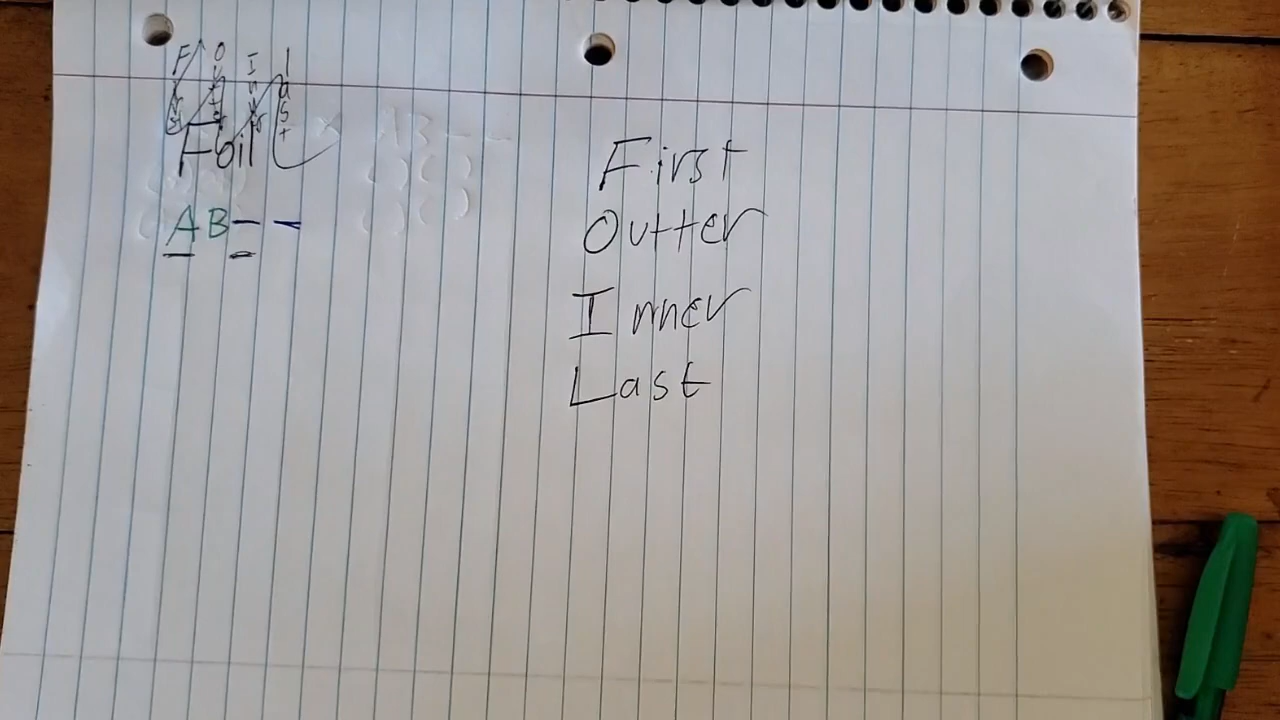 F O I l
Foil
AB--
First
Outter
Inner
Last